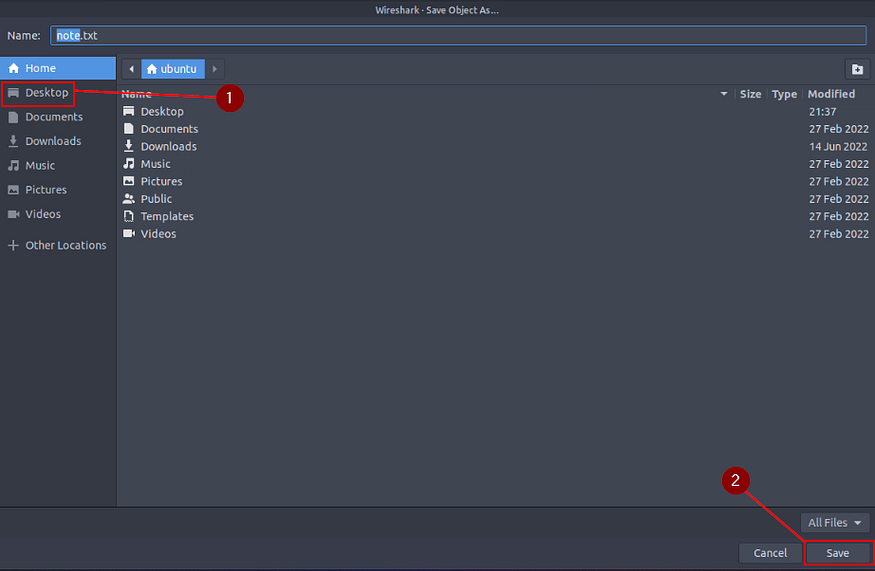 Wireshark · Save Object As...
Name: note.txt
Home
Desktop
Documents
Downloads
Music
Pictures
Videos
Other Locations
ubuntu
1
Name Size Type Modified
Desktop 21:37
Documents 27 Feb 2022
Downloads 14 Jun 2022
Music 27 Feb 2022
Pictures 27 Feb 2022
Public 27 Feb 2022
Templates 27 Feb 2022
Videos 27 Feb 2022
2
All Files
Cancel Save